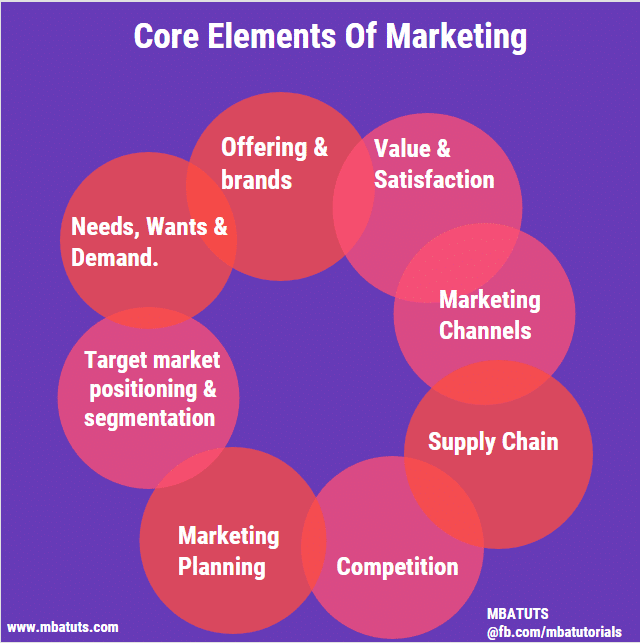 Core Elements Of Marketing
Offering &
brands
Value &
Satisfaction
Needs, Wants &
Demand.
Marketing
Channels
Target market
positioning &
segmentation
Supply Chain
Marketing
Planning
Competition
www.mbatuts.com
MBATUTS
@fb.com/mbatutorials